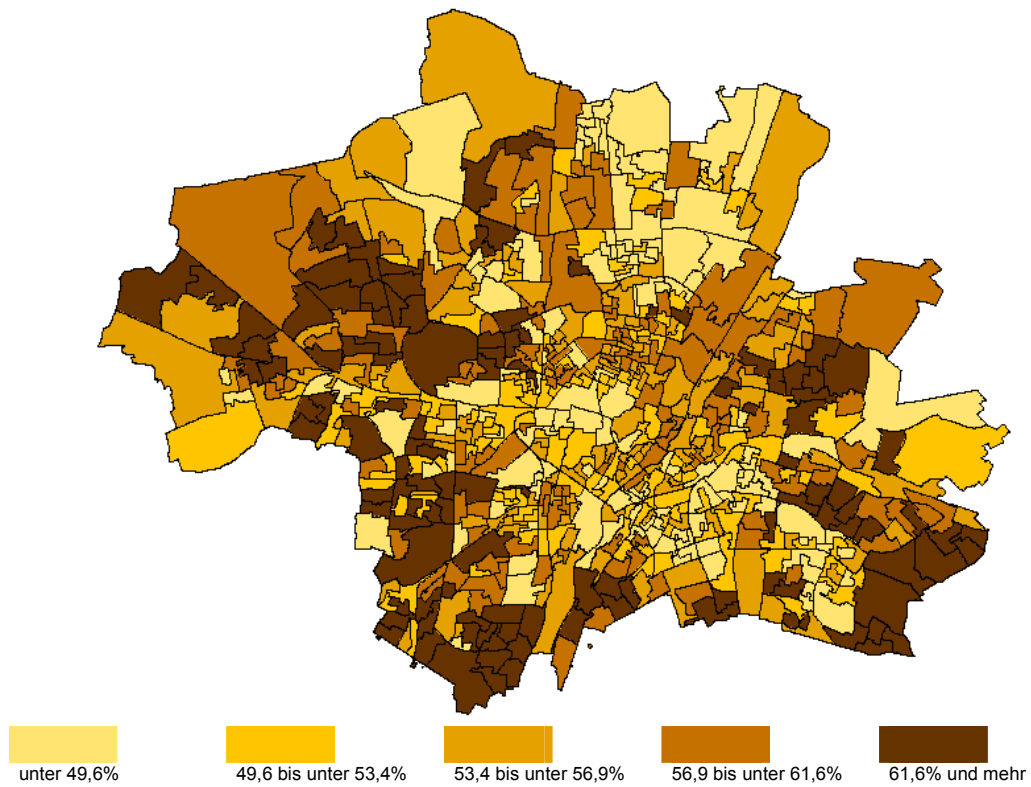 unter 49,6%
49,6 bis unter 53,4%
53,4 bis unter 56,9%
56,9 bis unter 61,6%
61,6% und mehr